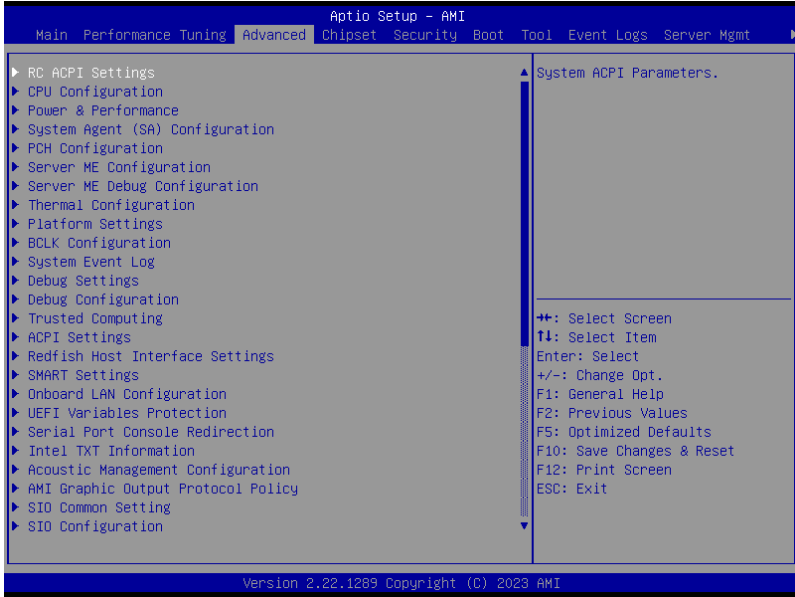 Aptio Setup – AMI
Main Performance Tuning Advanced Chipset Security Boot Tool Event Logs Server Mgmt
RC ACPI Settings
CPU Configuration
Power & Performance
System Agent (SA) Configuration
PCH Configuration
Server ME Configuration
Server ME Debug Configuration
Thermal Configuration
Platform Settings
BCLK Configuration
System Event Log
Debug Settings
Debug Configuration
Trusted Computing
ACPI Settings
Redfish Host Interface Settings
SMART Settings
Onboard LAN Configuration
UEFI Variables Protection
Serial Port Console Redirection
Intel TXT Information
Acoustic Management Configuration
AMI Graphic Output Protocol Policy
SIO Common Setting
SIO Configuration
System ACPI Parameters.
→←: Select Screen
↑↓: Select Item
Enter: Select
+/-: Change Opt.
F1: General Help
F2: Previous Values
F5: Optimized Defaults
F10: Save Changes & Reset
F12: Print Screen
ESC: Exit
Version 2.22.1289 Copyright (C) 2023 AMI